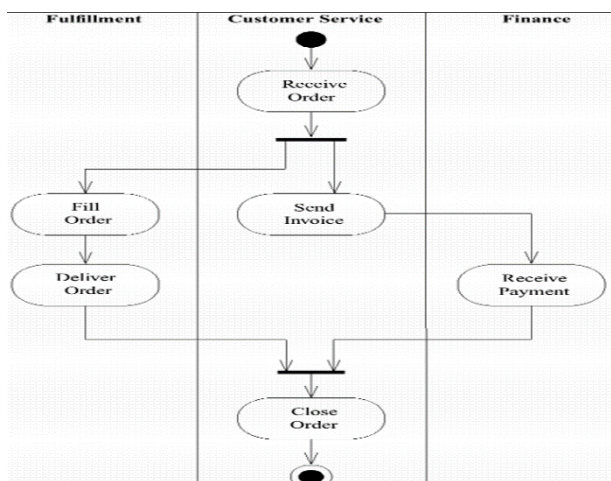 Fulfillment
Customer Service
Finance
Receive
Order
Fill
Order
Send
Invoice
Deliver
Order
Receive
Payment
Close
Order